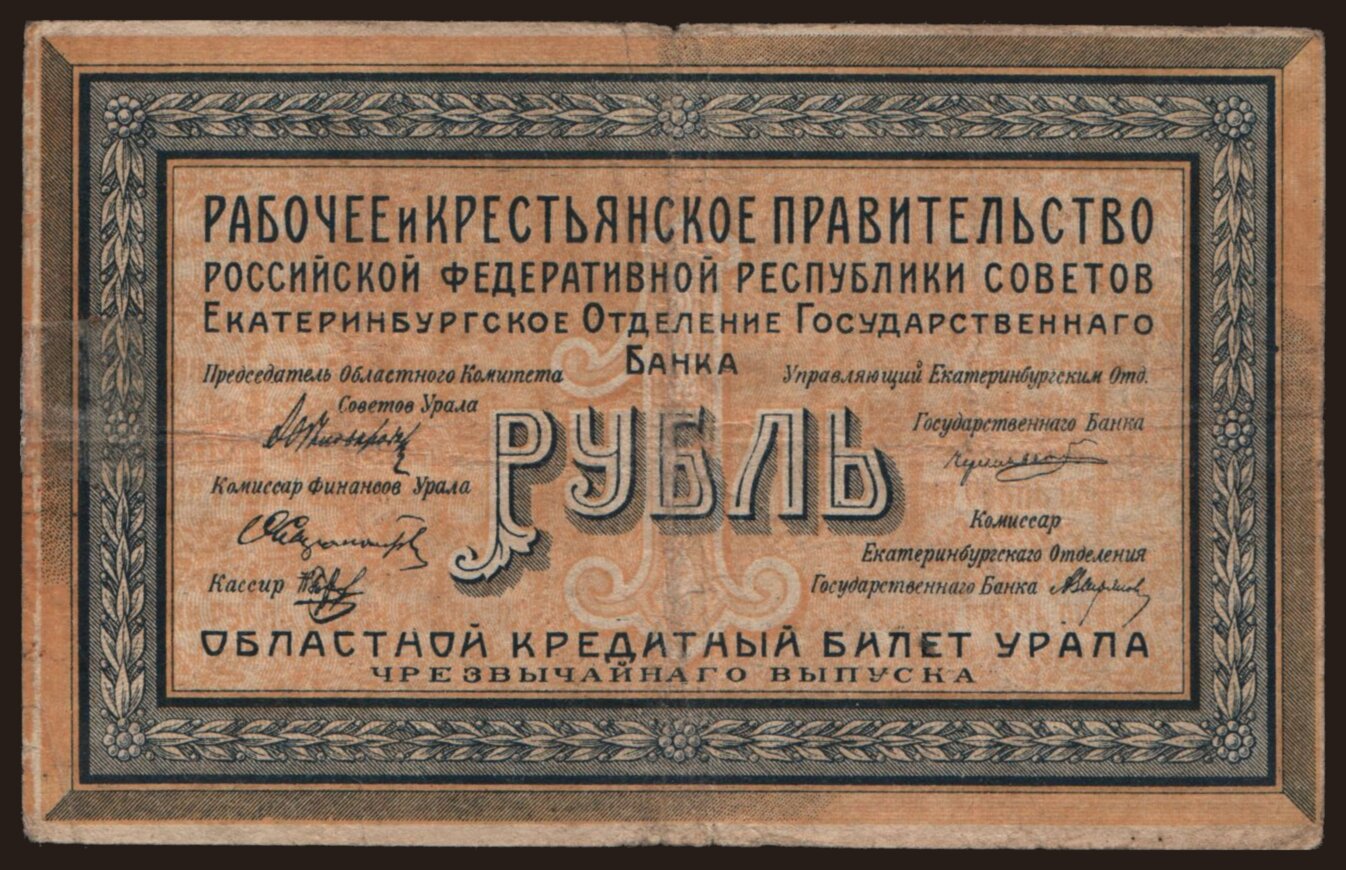 РАБОЧЕЕ и КРЕСТЬЯНСКОЕ ПРАВИТЕЛЬСТВО
РОССИЙСКОЙ ФЕДЕРАТИВНОЙ РЕСПУБЛИКИ СОВЕТОВ
ЕКАТЕРИНБУРГСКОЕ ОТДЕЛЕНИЕ ГОСУДАРСТВЕННАГО
БАНКА
Председатель Областного Комитета
Советов Урала
Управляющий Екатеринбургским Отд.
Государственнаго Банка
1
РУБЛЬ
Комиссар Финансов Урала
Кассир
Комиссар
Екатеринбургскаго Отделения
Государственнаго Банка
ОБЛАСТНОЙ КРЕДИТНЫЙ БИЛЕТ УРАЛА
ЧРЕЗВЫЧАЙНАГО ВЫПУСКА